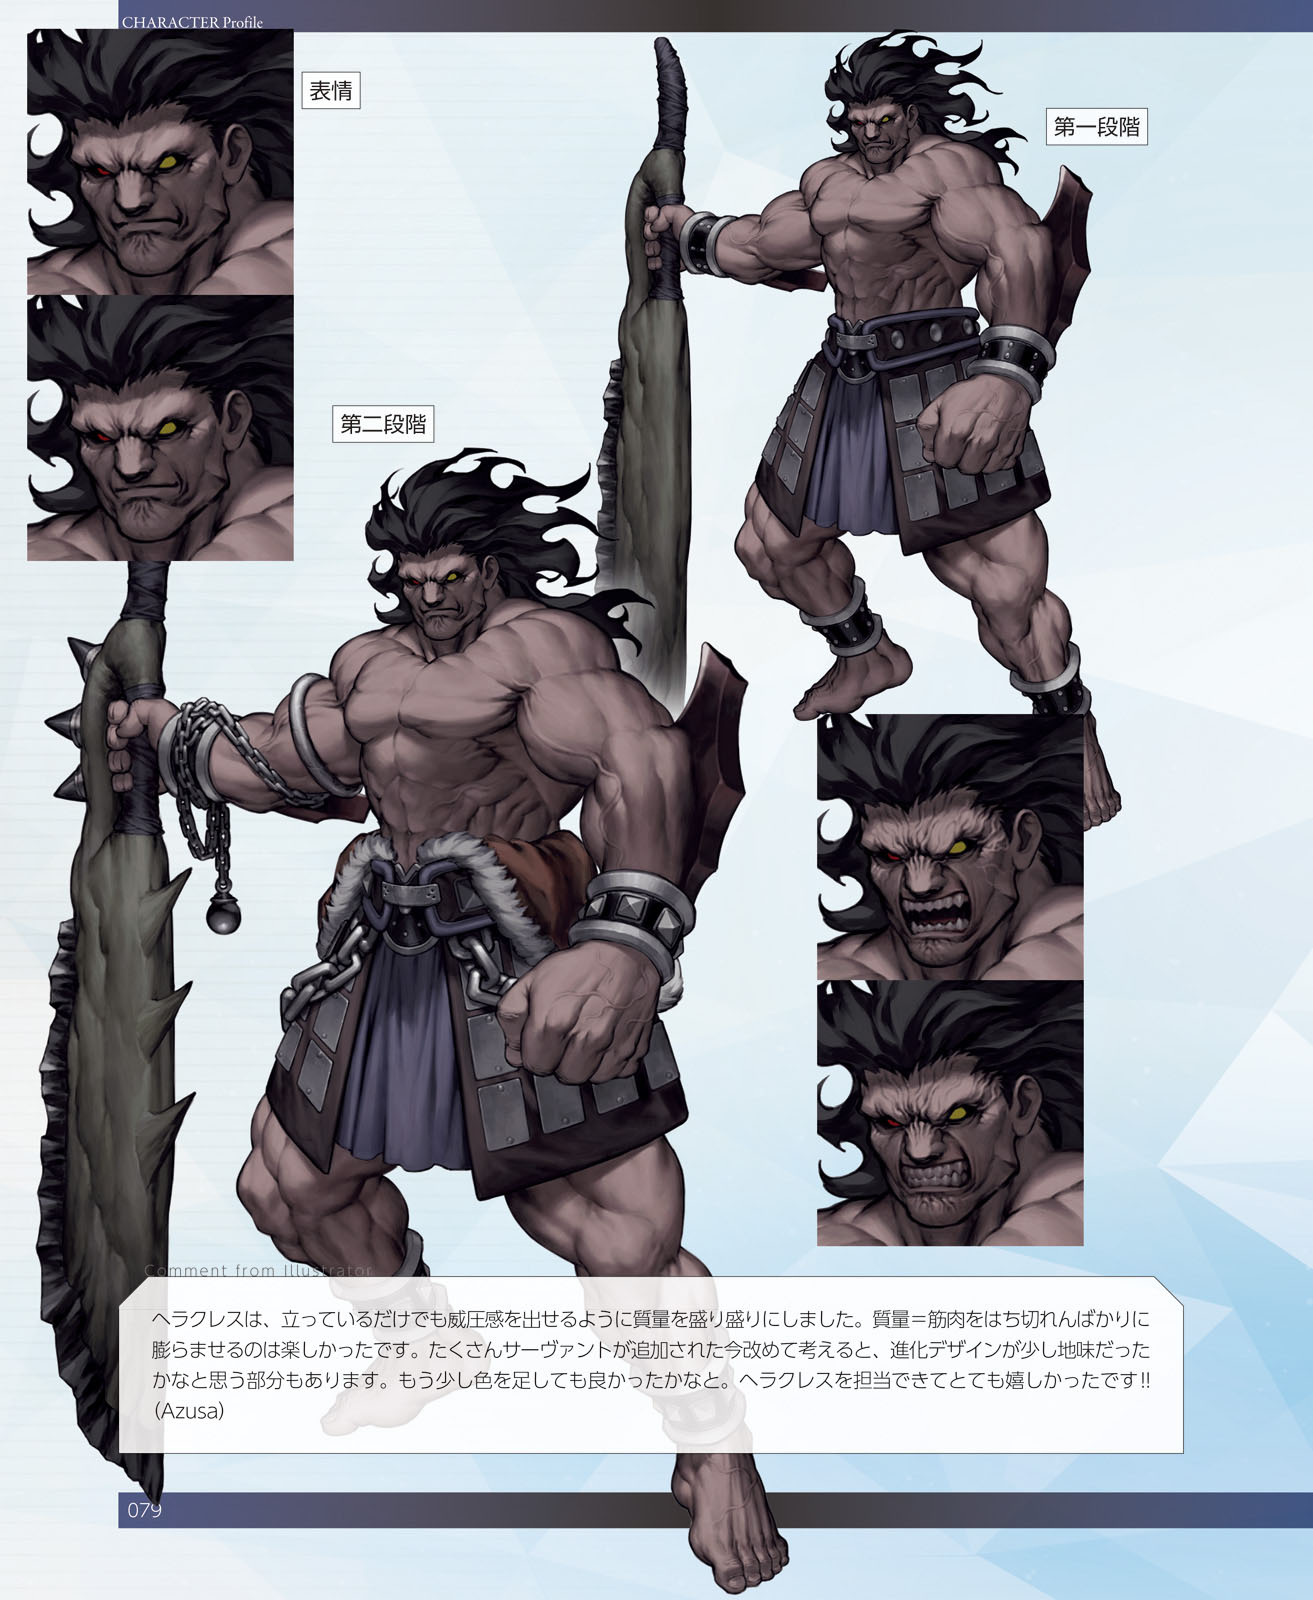 CHARACTER Profile
表情
第一段階
第二段階
Comment from Illustrator
ヘラクレスは、立っているだけでも威圧感を出せるように質量を盛り盛りにしました。質量＝筋肉をはち切れんばかりに
膨らませるのは楽しかったです。たくさんサーヴァントが追加された今改めて考えると、進化デザインが少し地味だった
かなと思う部分もあります。もう少し色を足しても良かったかなと。ヘラクレスを担当できてとても嬉しかったです!!
（Azusa）
079